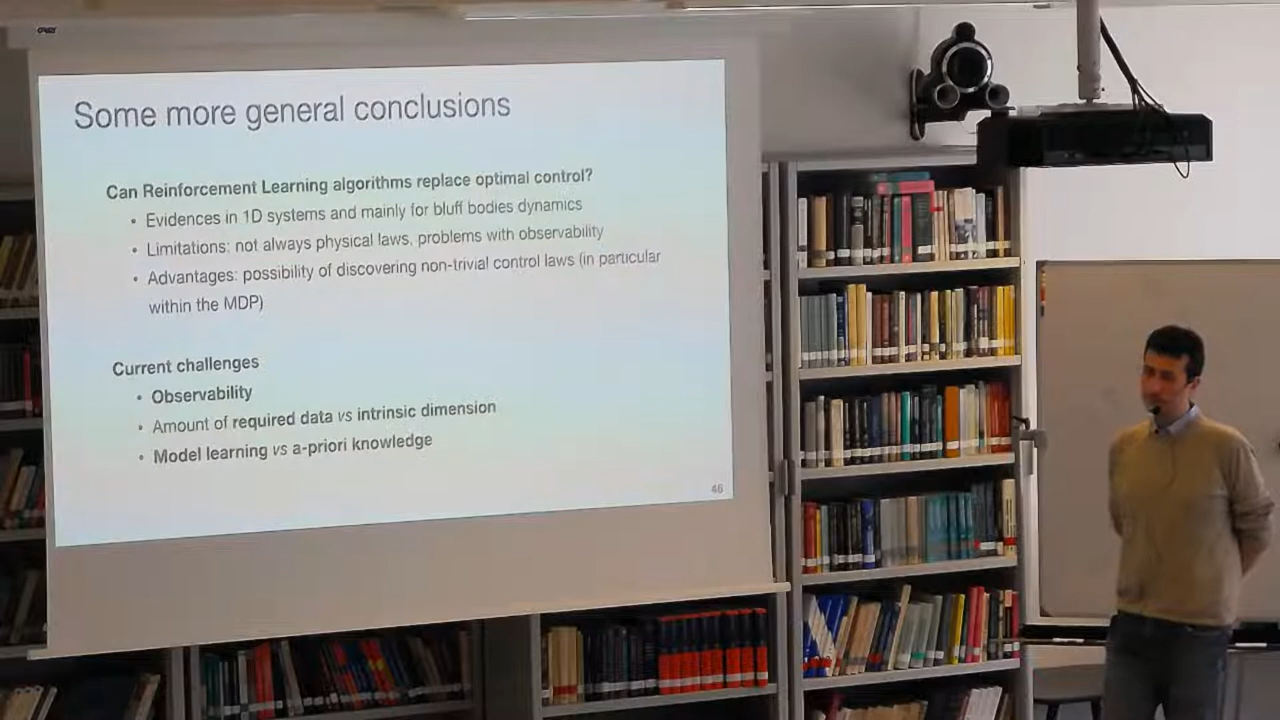 Some more general conclusions
Can Reinforcement Learning algorithms replace optimal control?
• Evidences in 1D systems and mainly for bluff bodies dynamics
• Limitations: not always physical laws, problems with observability
• Advantages: possibility of discovering non-trivial control laws (in particular
within the MDP)
Current challenges
• Observability
• Amount of required data vs intrinsic dimension
• Model learning vs a-priori knowledge
46